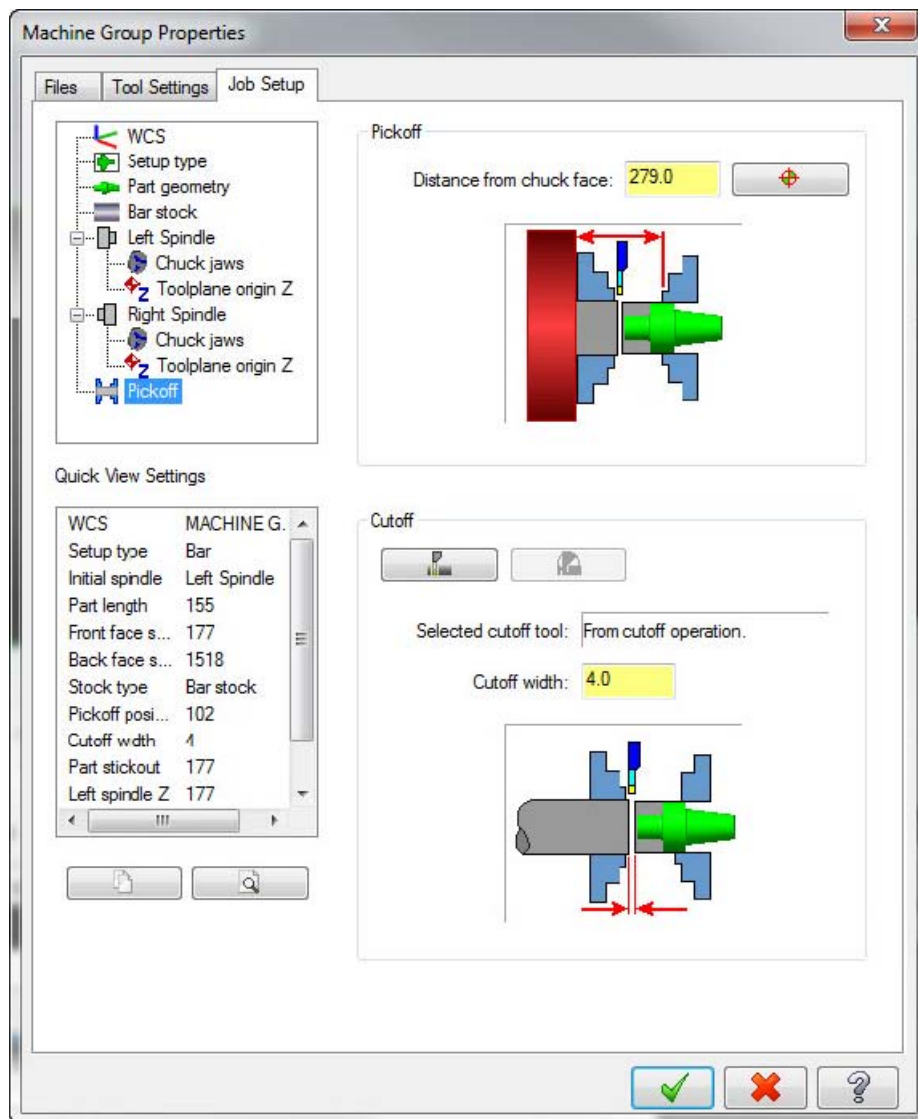 Machine Group Properties
Files Tool Settings Job Setup
WCS
Setup type
Part geometry
Bar stock
Left Spindle
Chuck jaws
Z Toolplane origin Z
Right Spindle
Chuck jaws
Z Toolplane origin Z
Pickoff
Pickoff
Distance from chuck face: 279.0
Quick View Settings
WCS MACHINE G.
Setup type Bar
Initial spindle Left Spindle
Part length 155
Front face s... 177
Back face s... 1518
Stock type Bar stock
Pickoff posi... 102
Cutoff wdth 4
Part stickout 177
Left spindle Z 177
Cutoff
Selected cutoff tool: From cutoff operation.
Cutoff width: 4.0